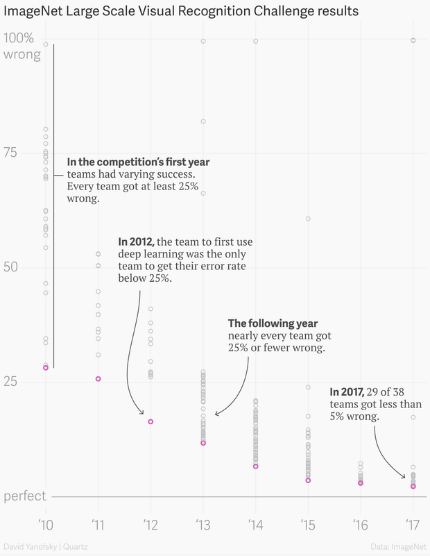 ImageNet Large Scale Visual Recognition Challenge results
100%
wrong
75
In the competition's first year
teams had varying success.
Every team got at least 25%
wrong.
50
In 2012, the team to first use
deep learning was the only
team to get their error rate
below 25%.
The following year
nearly every team got
25% or fewer wrong.
25
In 2017, 29 of 38
teams got less than
5% wrong.
perfect
'10 '11 '12 '13 '14 '15 '16 '17
David Yanofsky | Quartz Data: ImageNet